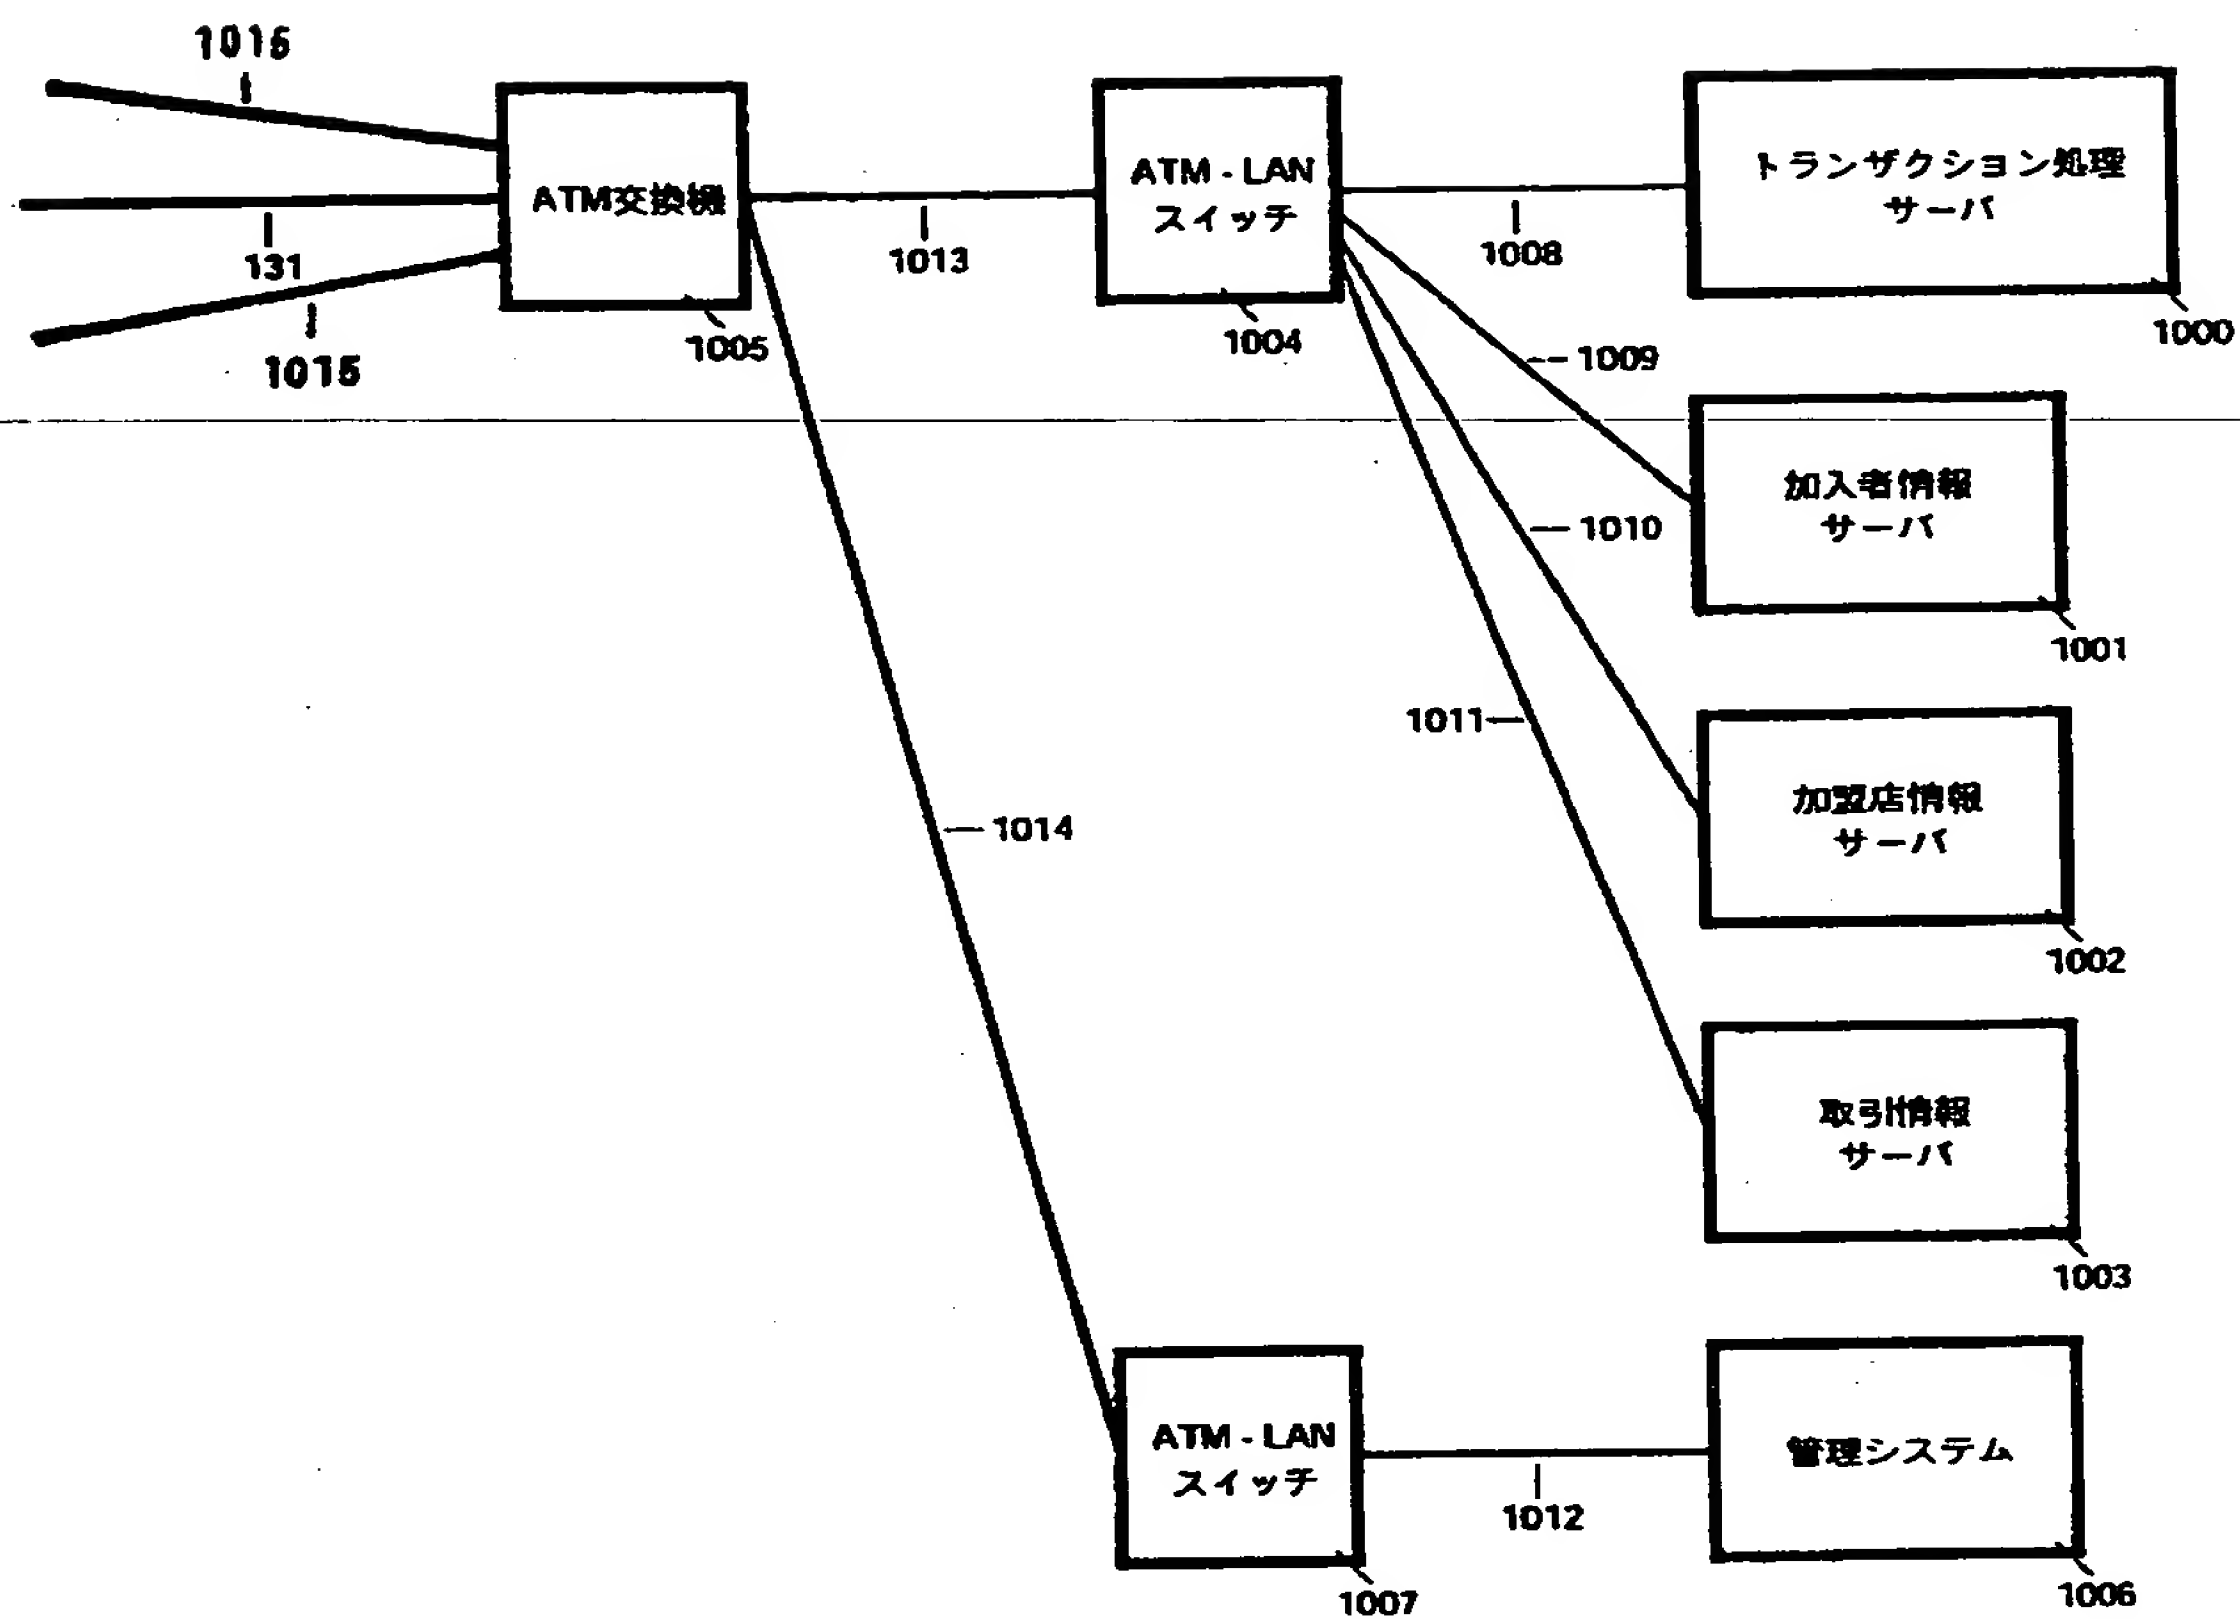 1015
131
1015
ATM交換機
1005
1013
1014
ATM - LAN
スイッチ
1004
1008
1009
1010
1011
トランザクション処理
サーバ
1000
加入者情報
サーバ
1001
加盟店情報
サーバ
1002
取引情報
サーバ
1003
ATM - LAN
スイッチ
1007
1012
管理システム
1006